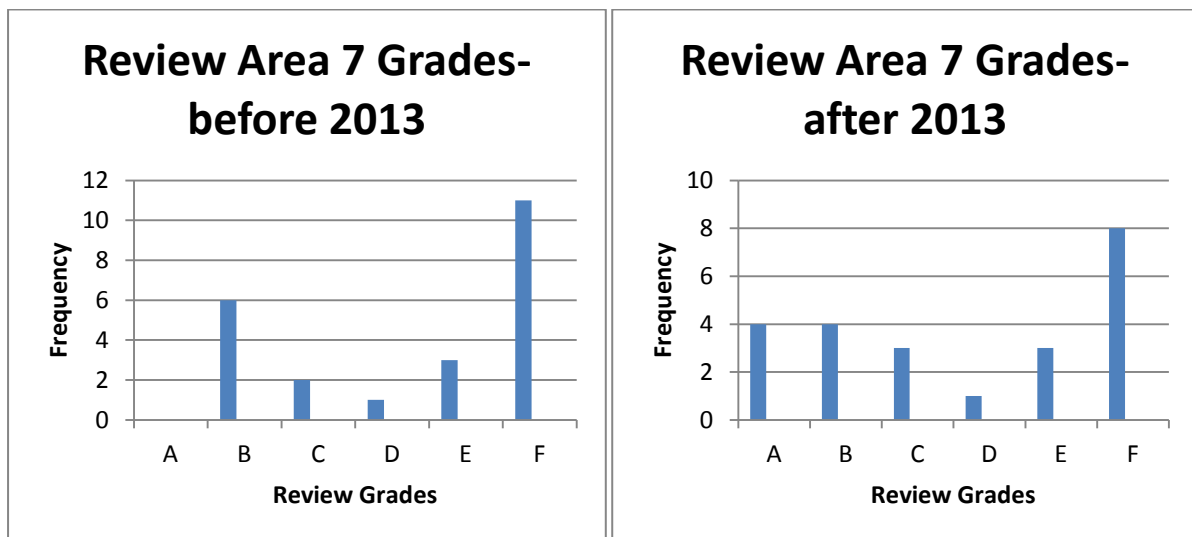 Review Area 7 Grades-
before 2013
12
10
8
6
4
2
0
Frequency
A B C D E F
Review Grades
Review Area 7 Grades-
after 2013
10
8
6
4
2
0
Frequency
A B C D E F
Review Grades